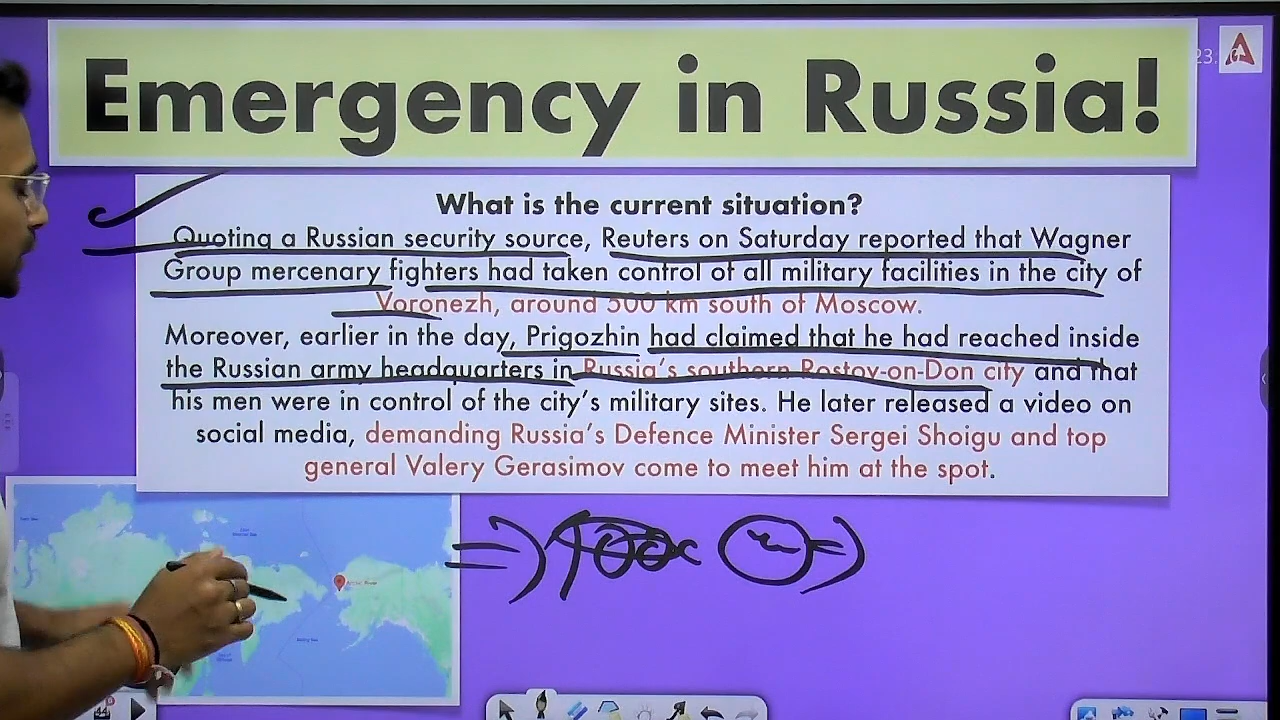 Emergency in Russia!
23.
What is the current situation?
Quoting a Russian security source, Reuters on Saturday reported that Wagner
Group mercenary fighters had taken control of all military facilities in the city of
Voronezh, around 500 km south of Moscow.
Moreover, earlier in the day, Prigozhin had claimed that he had reached inside
the Russian army headquarters in Russia's southern Rostov-on-Don city and that
his men were in control of the city's military sites. He later released a video on
social media, demanding Russia's Defence Minister Sergei Shoigu and top
general Valery Gerasimov come to meet him at the spot.